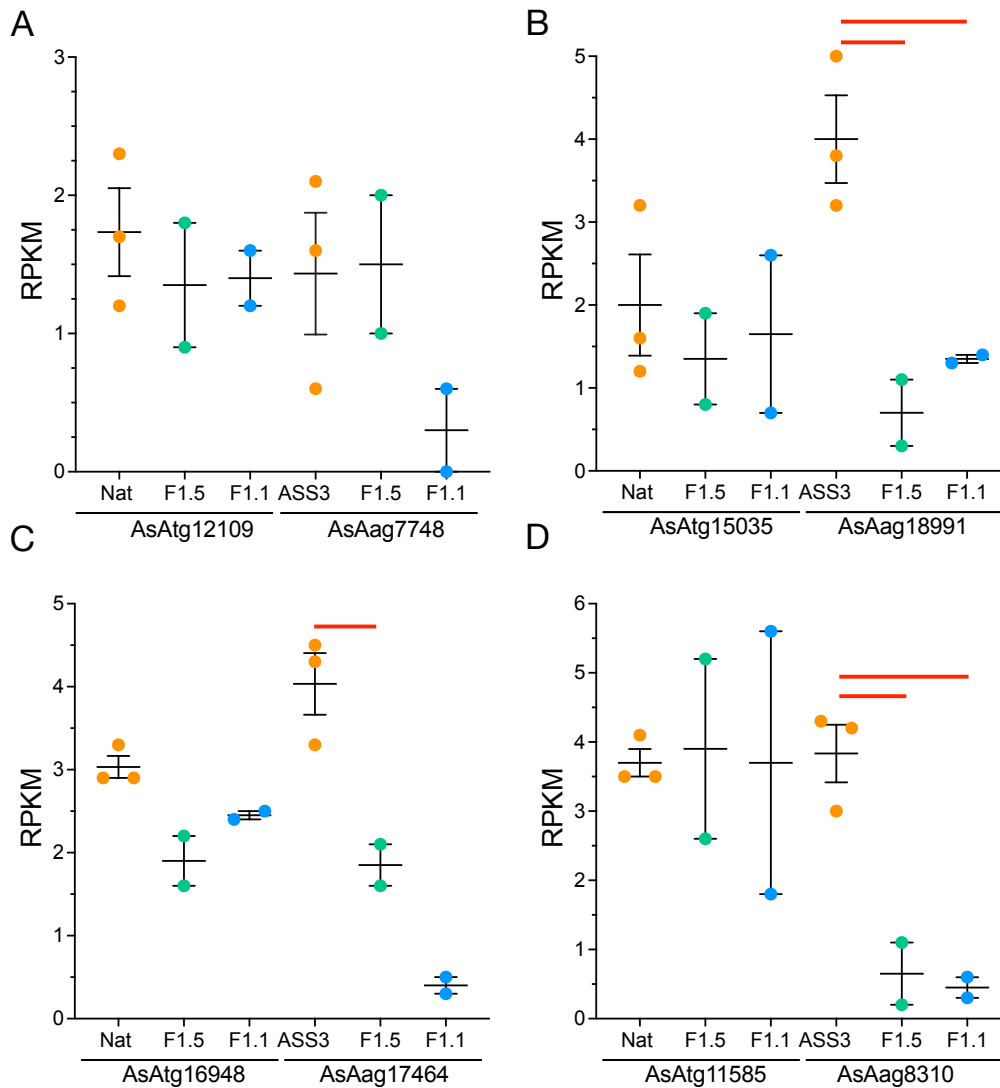 A
3
2
1
0
RPKM
Nat F1.5 F1.1 ASS3 F1.5 F1.1
AsAtg12109 AsAag7748
B
5
4
3
2
1
0
RPKM
Nat F1.5 F1.1 ASS3 F1.5 F1.1
AsAtg15035 AsAag18991
C
5
4
3
2
1
0
RPKM
Nat F1.5 F1.1 ASS3 F1.5 F1.1
AsAtg16948 AsAag17464
D
6
5
4
3
2
1
0
RPKM
Nat F1.5 F1.1 ASS3 F1.5 F1.1
AsAtg11585 AsAag8310